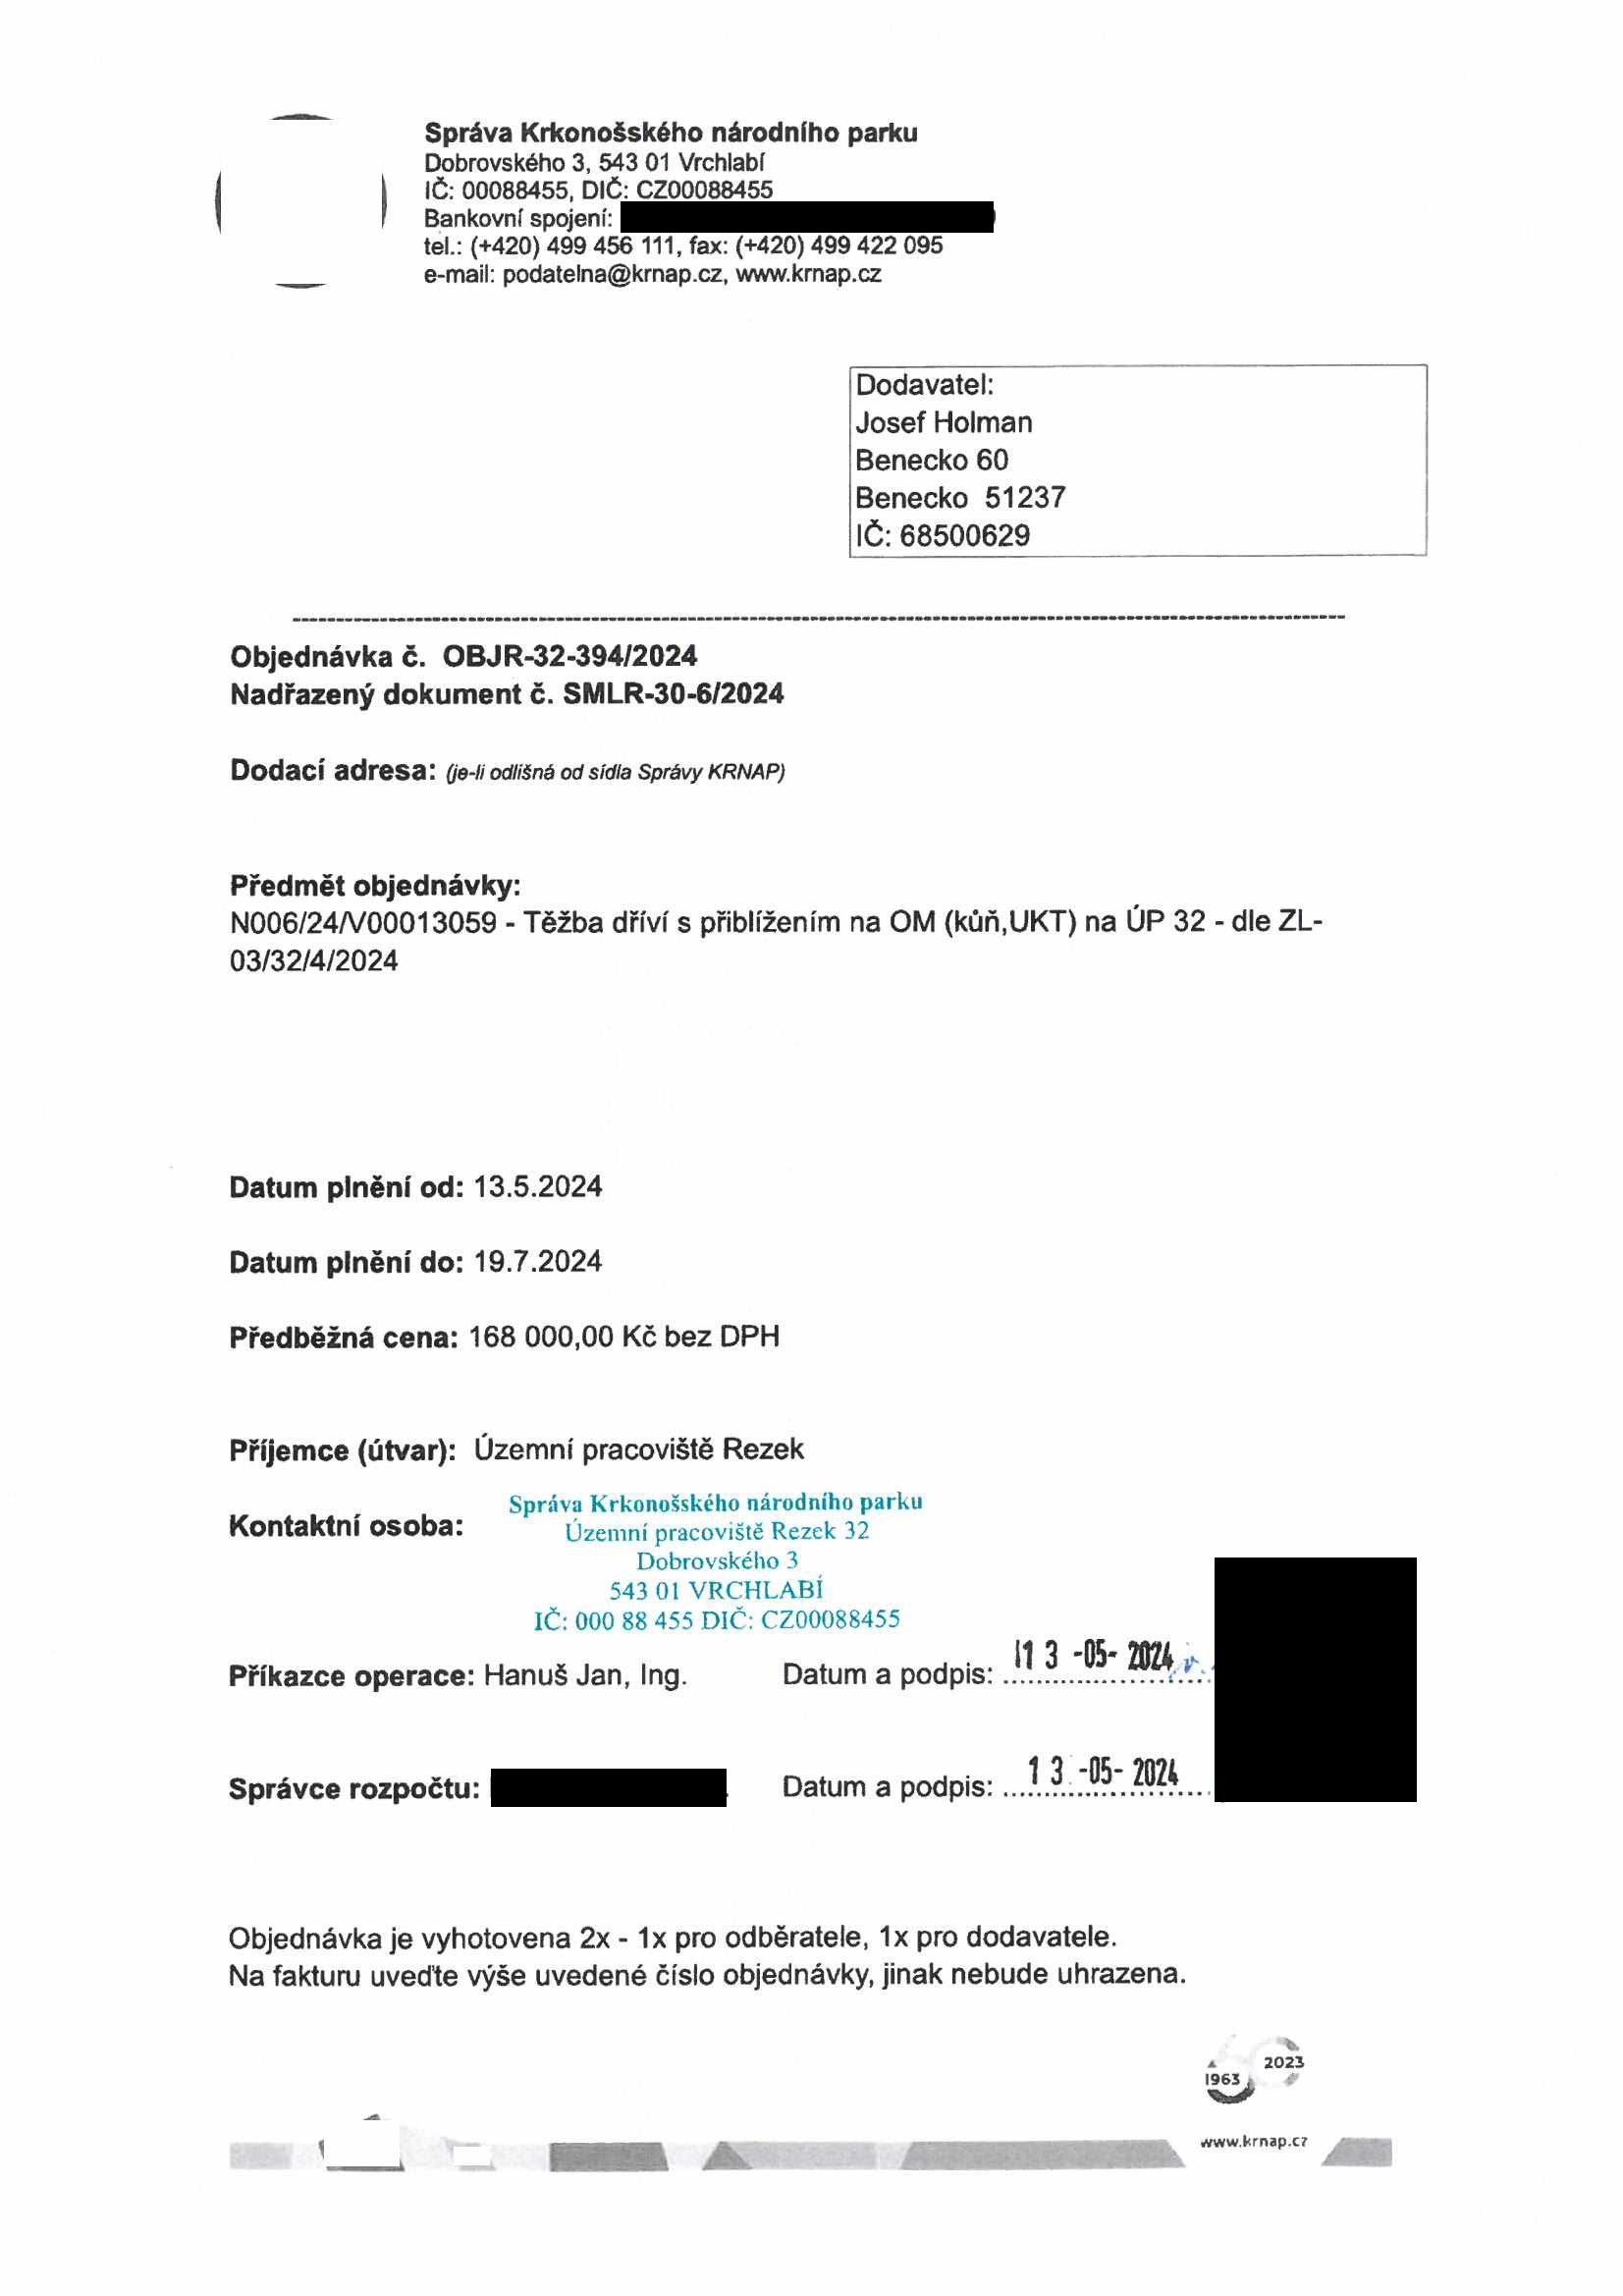 Správa Krkonošského národního parku
Dobrovského 3, 543 01 Vrchlabí
IČ: 00088455, DIČ: CZ00088455
Bankovní spojení:
tel.: (+420) 499 456 111, fax: (+420) 499 422 095
e-mail: podatelna@krnap.cz, www.krnap.cz
Dodavatel:
Josef Holman
Benecko 60
Benecko 51237
IČ: 68500629
Objednávka č. OBJR-32-394/2024
Nadřazený dokument č. SMLR-30-6/2024
Dodací adresa: (je-li odlišná od sídla Správy KRNAP)
Předmět objednávky:
N006/24/V00013059 - Těžba dříví s přiblížením na OM (kůň,UKT) na ÚP 32 - dle ZL-
03/32/4/2024
Datum plnění od: 13.5.2024
Datum plnění do: 19.7.2024
Předběžná cena: 168 000,00 Kč bez DPH
Příjemce (útvar): Územní pracoviště Rezek
Kontaktní osoba:
Správa Krkonošského národního parku
Územní pracoviště Rezek 32
Dobrovského 3
543 01 VRCHLABÍ
IČ: 000 88 455 DIČ: CZ00088455
Příkazce operace: Hanuš Jan, Ing. Datum a podpis: 13 -05- 2024
Správce rozpočtu: Datum a podpis: 13 -05- 2024
Objednávka je vyhotovena 2x - 1x pro odběratele, 1x pro dodavatele.
Na fakturu uveďte výše uvedené číslo objednávky, jinak nebude uhrazena.
60
1963 2023
www.krnap.cz